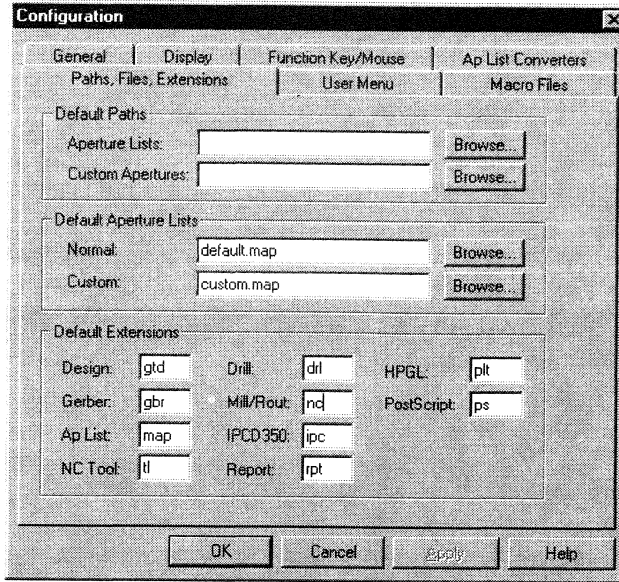 Configuration
General Display Function Key/Mouse Ap List Converters
Paths, Files, Extensions User Menu Macro Files
Default Paths
Aperture Lists: Browse...
Custom Apertures: Browse...
Default Aperture Lists
Normal: default.map Browse...
Custom: custom.map Browse...
Default Extensions
Design: gtd Drill: drl HPGL: plt
Gerber: gbr Mill/Rout: nc PostScript: ps
Ap List: map IPCD350: ipc
NC Tool: tl Report: rpt
OK Cancel Apply Help